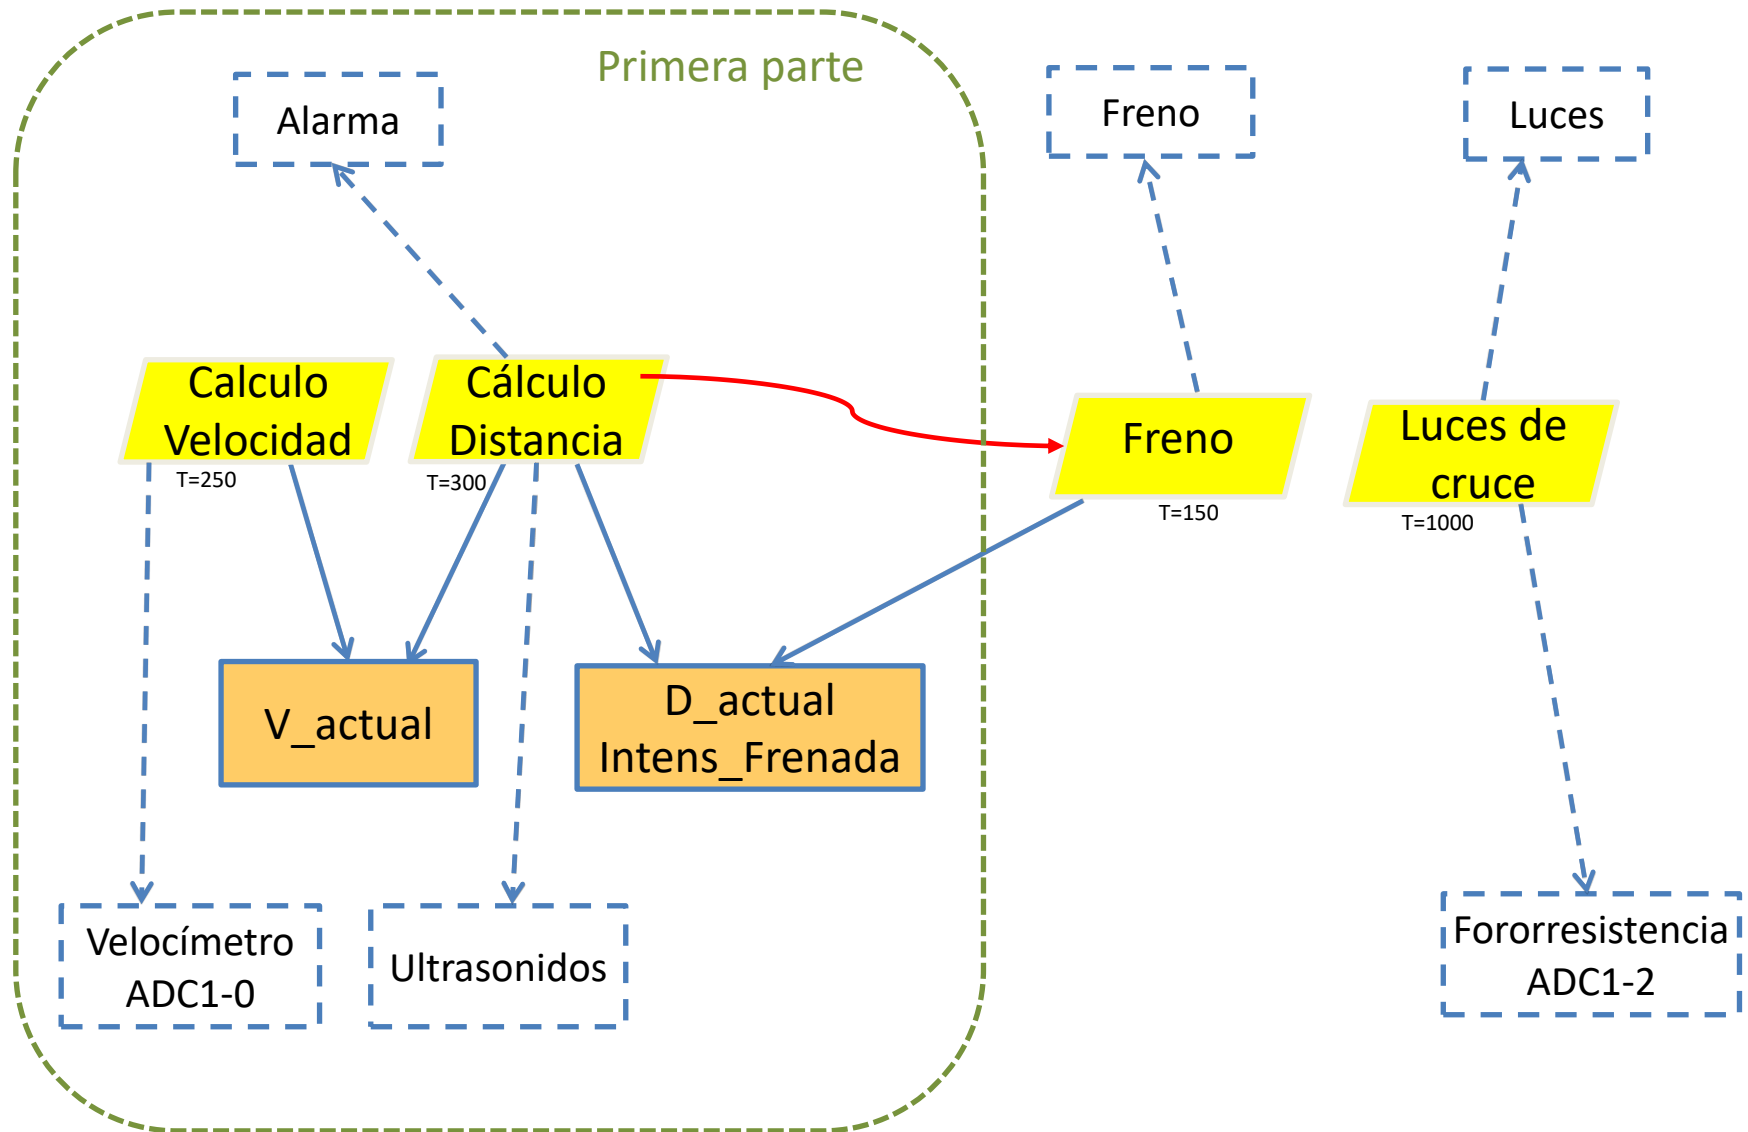 Primera parte
Alarma
Freno
Luces
Calculo
Velocidad
T=250
Cálculo
Distancia
T=300
Freno
T=150
Luces de
cruce
T=1000
V_actual
D_actual
Intens_Frenada
Velocímetro
ADC1-0
Ultrasonidos
Fororresistencia
ADC1-2